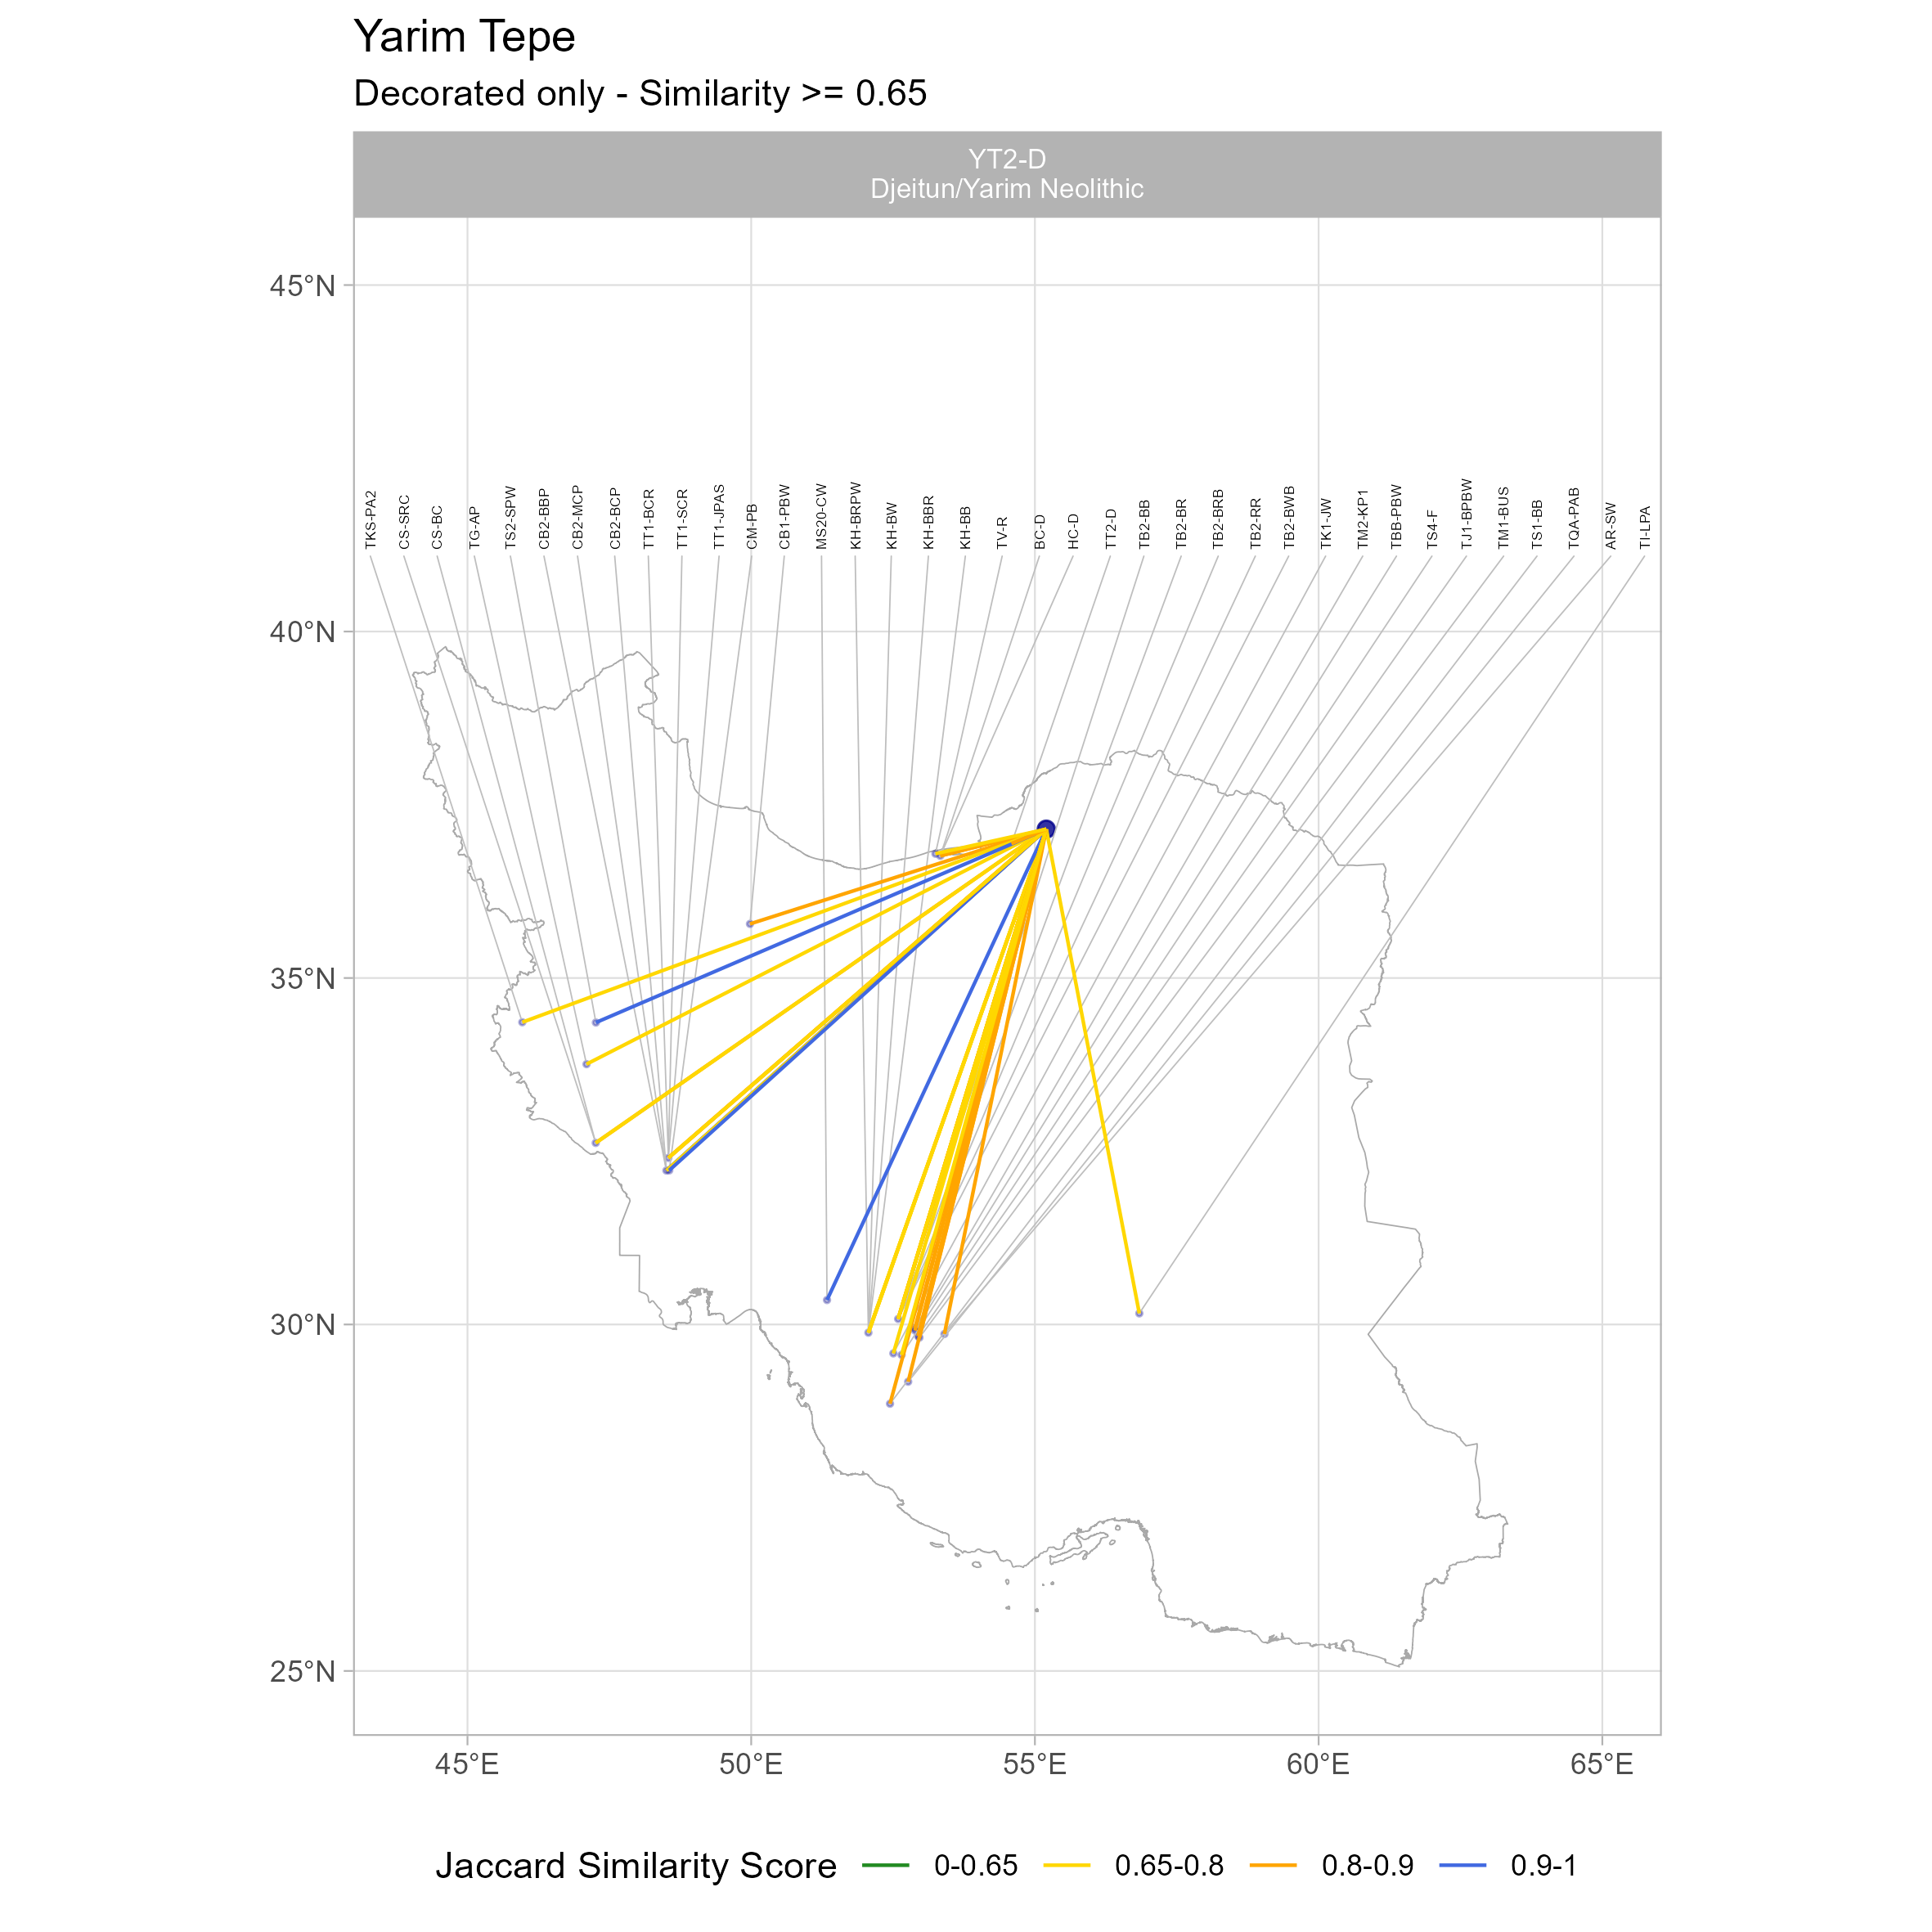 Yarim Tepe
Decorated only - Similarity >= 0.65
YT2-D
Djeitun/Yarim Neolithic
45°N
TKS-PA2
CS-SRC
CS-BC
TG-AP
TS2-SPW
CB2-BBP
CB2-MCP
CB2-BCP
TT1-BCR
TT1-SCR
TT1-JPAS
CM-PB
CB1-PBW
MS20-CW
KH-BRPW
KH-BW
KH-BBR
KH-BB
TV-R
BC-D
HC-D
TT2-D
TB2-BB
TB2-BR
TB2-BRB
TB2-RR
TB2-BWB
TK1-JW
TM2-KP1
TBB-PBW
TS4-F
TJ1-BPBW
TM1-BUS
TS1-BB
TQA-PAB
AR-SW
TI-LPA
40°N
35°N
30°N
25°N
45°E 50°E 55°E 60°E 65°E
Jaccard Similarity Score 0-0.65 0.65-0.8 0.8-0.9 0.9-1